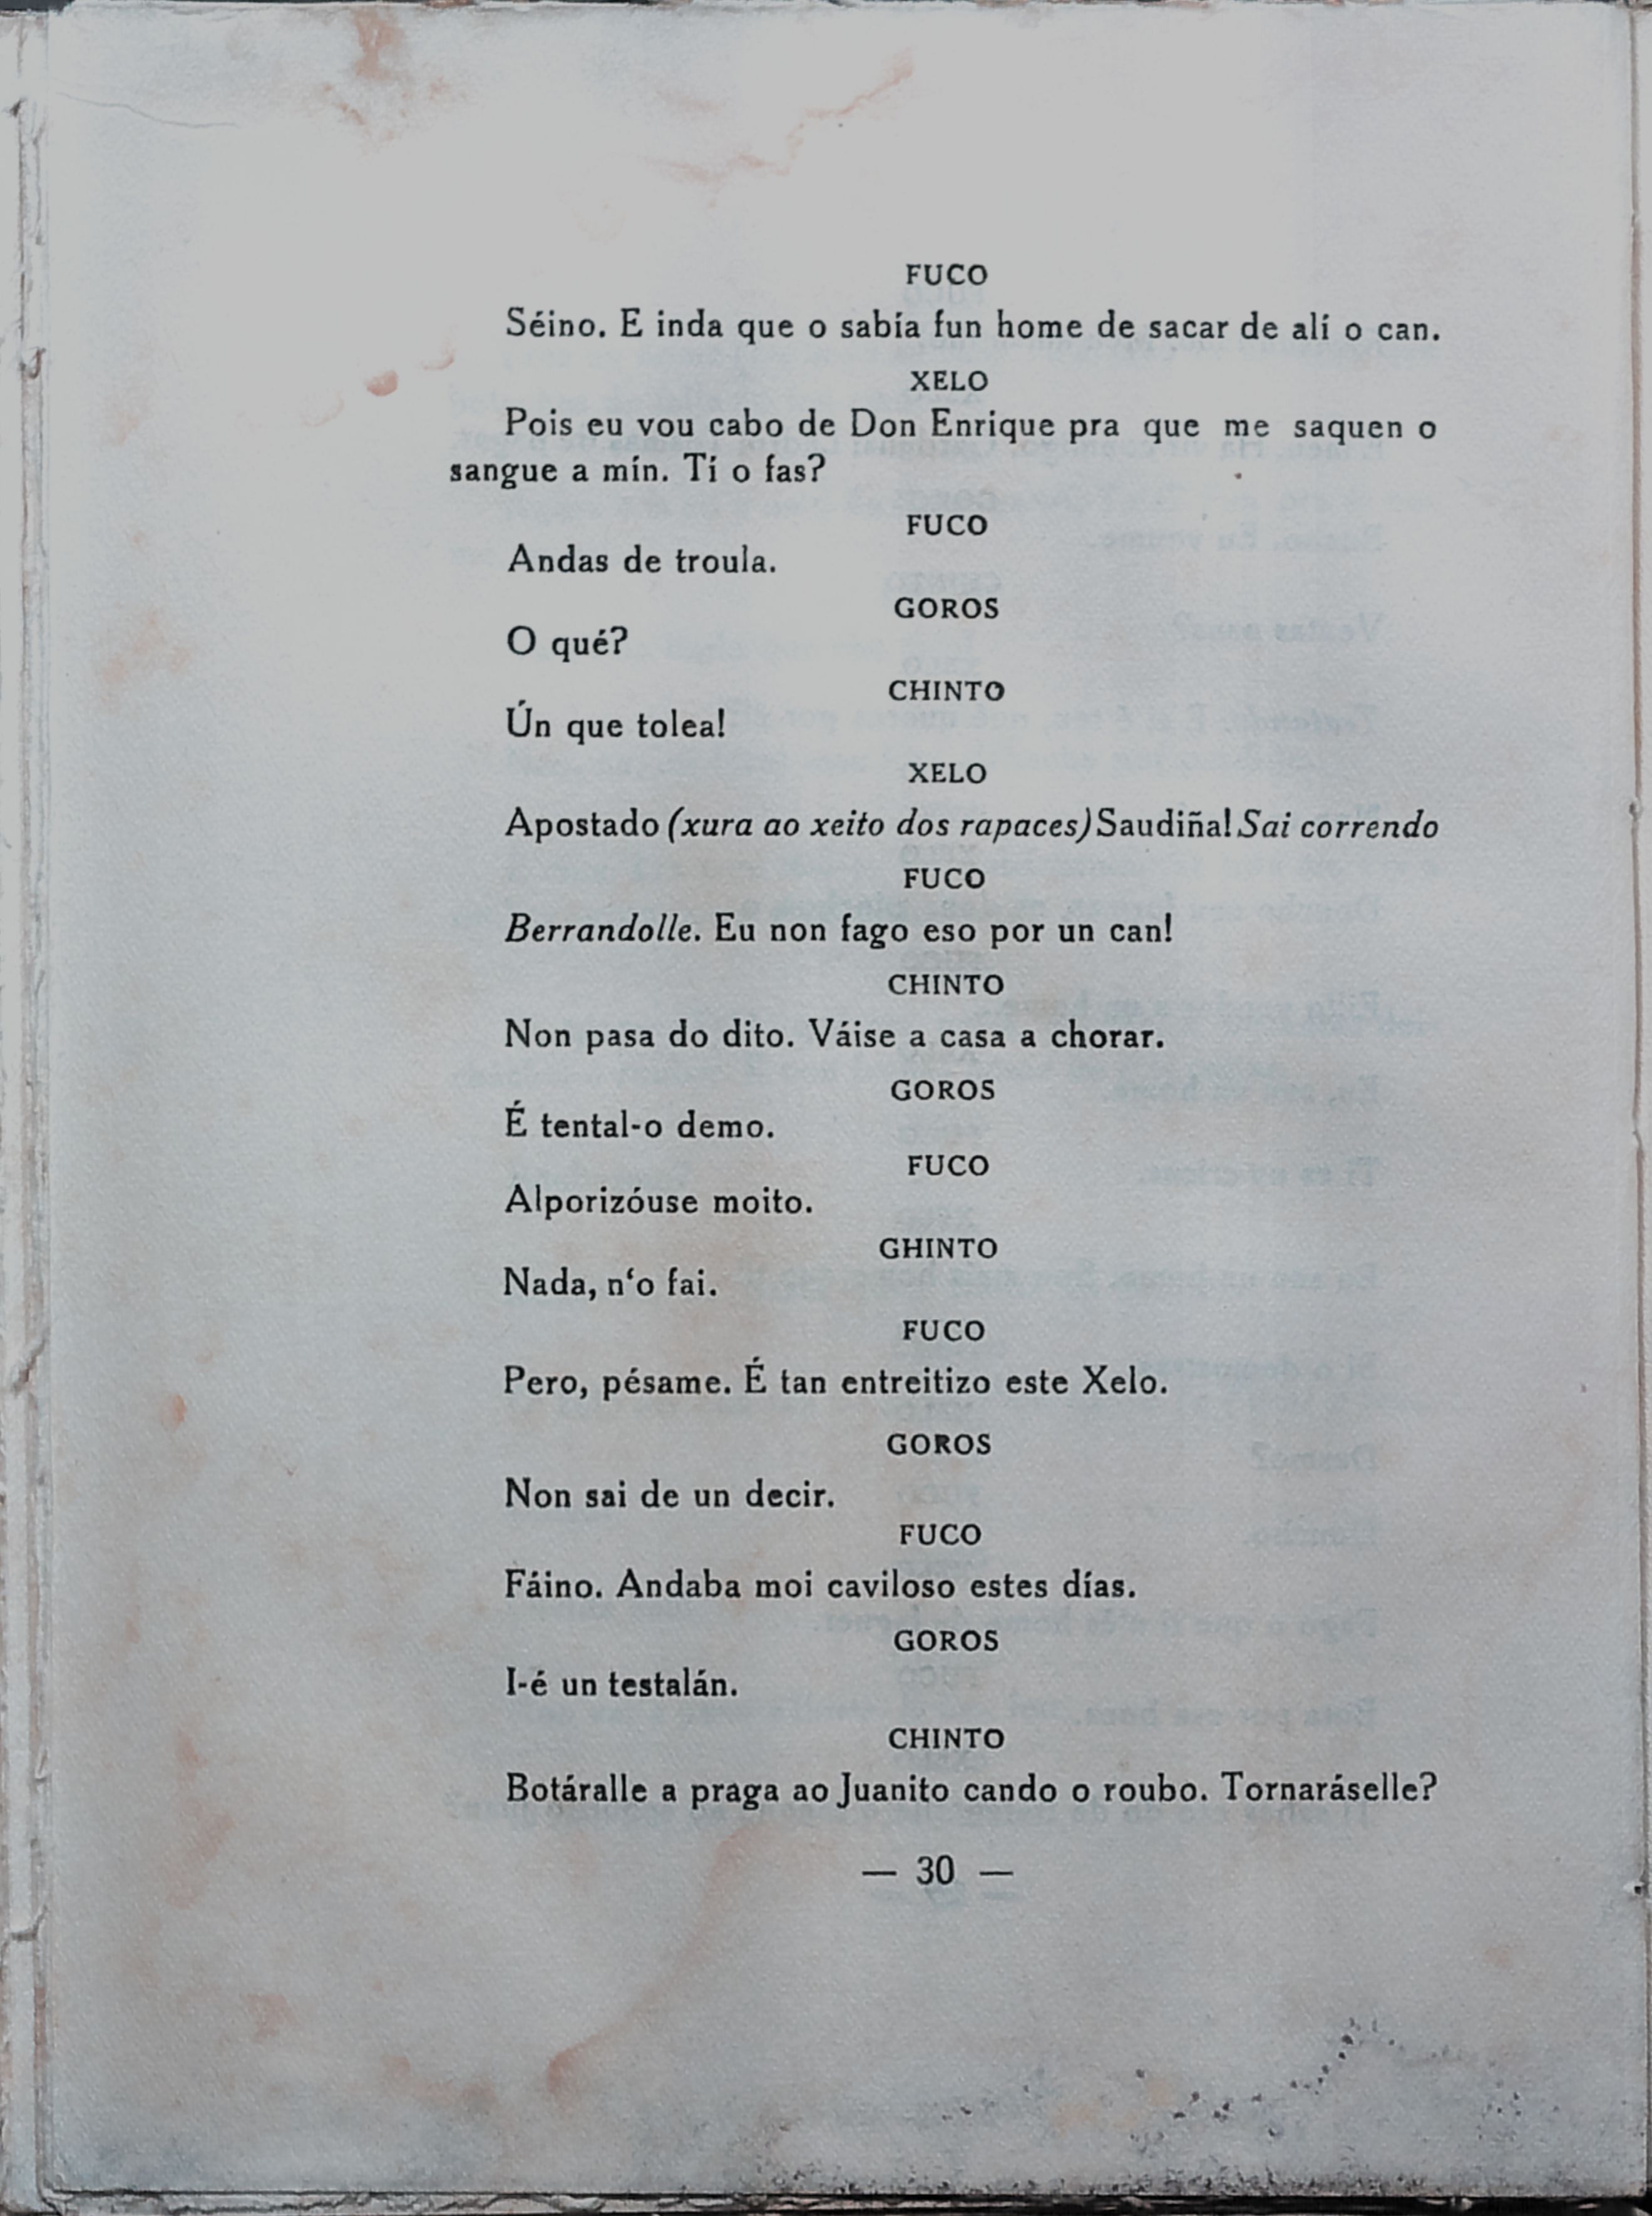 FUCO
Séino. E inda que o sabía fun home de sacar de alí o can.
XELO
Pois eu vou cabo de Don Enrique pra que me saquen o
sangue a mín. Tí o fas?
FUCO
Andas de troula.
GOROS
O qué?
CHINTO
Ún que tolea!
XELO
Apostado (xura ao xeito dos rapaces) Saudiña! Sai correndo
FUCO
Berrandolle. Eu non fago eso por un can!
CHINTO
Non pasa do dito. Váise a casa a chorar.
GOROS
É tental-o demo.
FUCO
Alporizóuse moito.
GHINTO
Nada, n‘o fai.
FUCO
Pero, pésame. É tan entreitizo este Xelo.
GOROS
Non sai de un decir.
FUCO
Fáino. Andaba moi caviloso estes días.
GOROS
I-é un testalán.
CHINTO
Botáralle a praga ao Juanito cando o roubo. Tornaráselle?
— 30 —